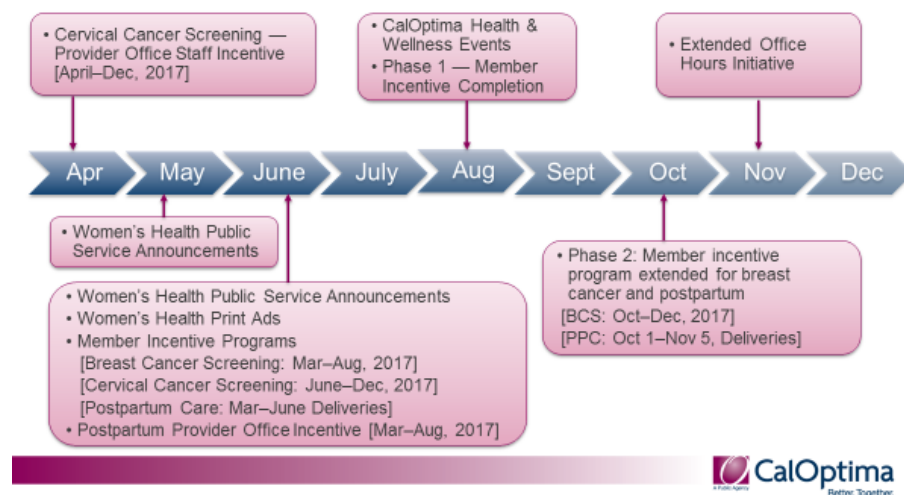 • Cervical Cancer Screening —
Provider Office Staff Incentive
[April–Dec, 2017]
• CalOptima Health &
Wellness Events
• Phase 1 — Member
Incentive Completion
• Extended Office
Hours Initiative
Apr
May
June
July
Aug
Sept
Oct
Nov
Dec
• Women's Health Public
Service Announcements
• Women's Health Public Service Announcements
• Women's Health Print Ads
• Member Incentive Programs
[Breast Cancer Screening: Mar–Aug, 2017]
[Cervical Cancer Screening: June–Dec, 2017]
[Postpartum Care: Mar–June Deliveries]
• Postpartum Provider Office Incentive [Mar–Aug, 2017]
• Phase 2: Member incentive
program extended for breast
cancer and postpartum
[BCS: Oct–Dec, 2017]
[PPC: Oct 1–Nov 5, Deliveries]
A Public Agency
CalOptima
Better Together